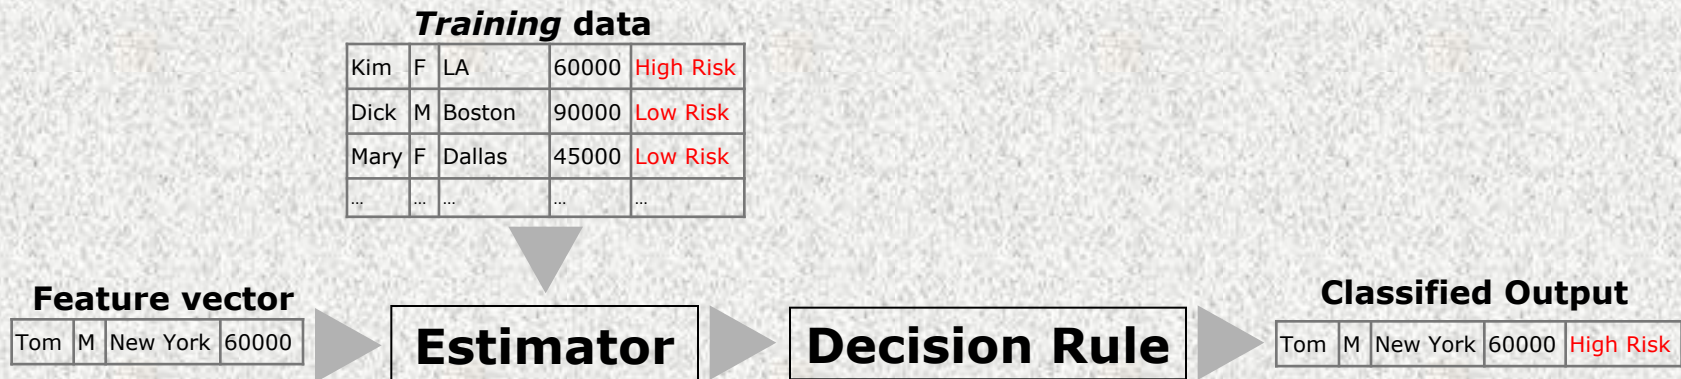 Training data
Kim F LA 60000 High Risk
Dick M Boston 90000 Low Risk
Mary F Dallas 45000 Low Risk
... ... ... ... ...
Feature vector
Tom M New York 60000
Estimator
Decision Rule
Classified Output
Tom M New York 60000 High Risk